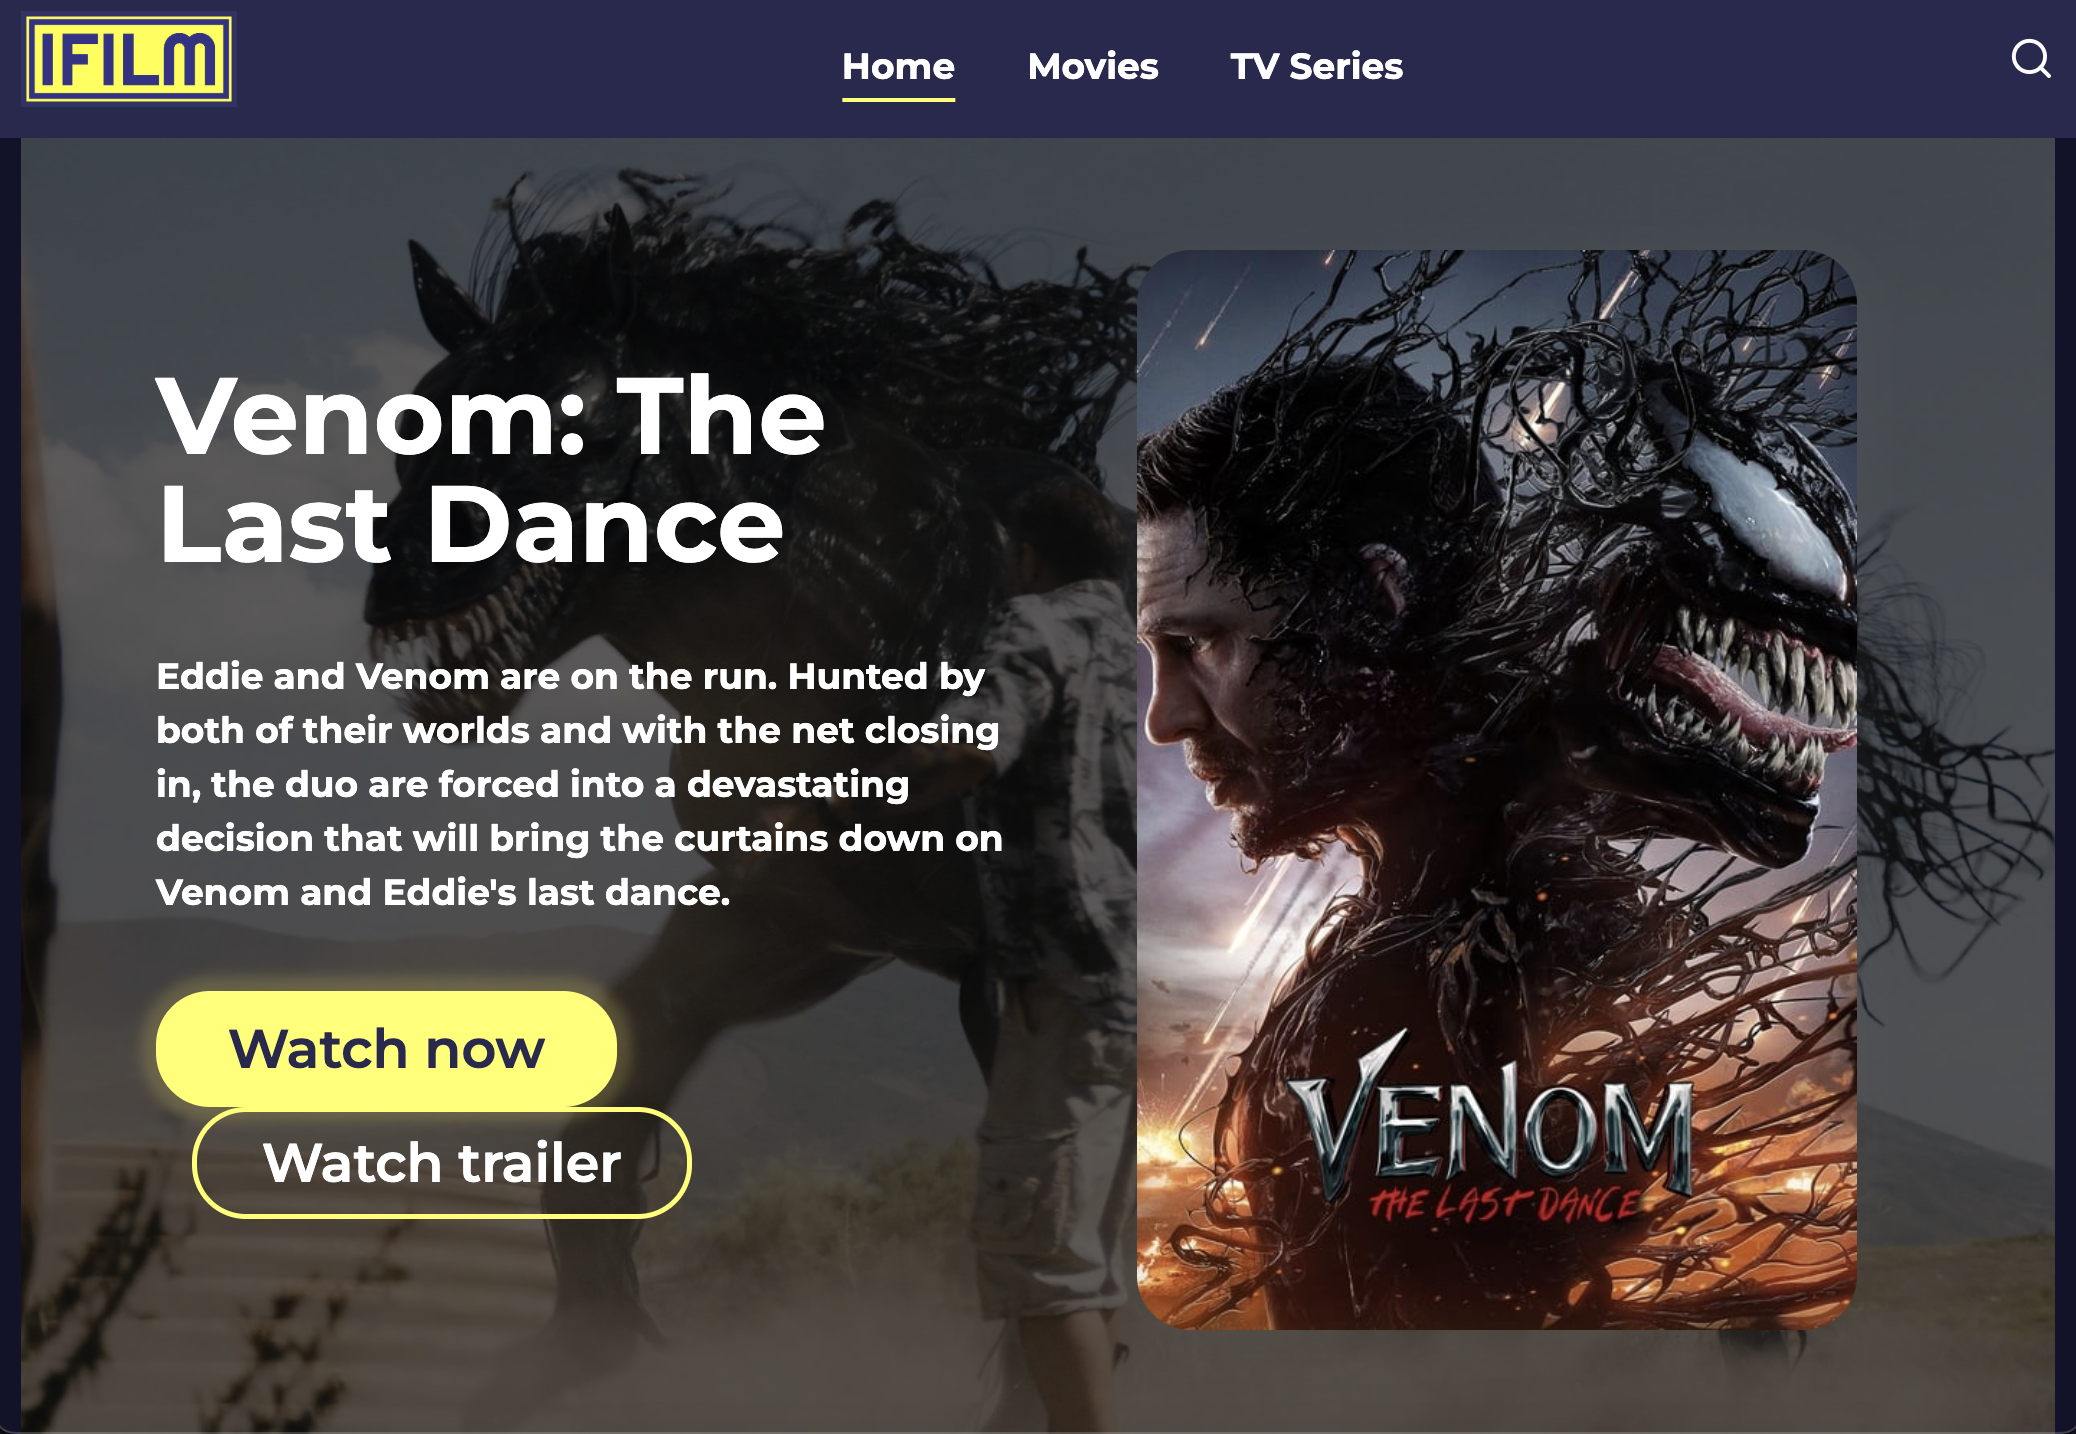 IFILM
Home
Movies
TV Series
Venom: The
Last Dance
Eddie and Venom are on the run. Hunted by
both of their worlds and with the net closing
in, the duo are forced into a devastating
decision that will bring the curtains down on
Venom and Eddie's last dance.
Watch now
Watch trailer
VENOM
THE LAST DANCE